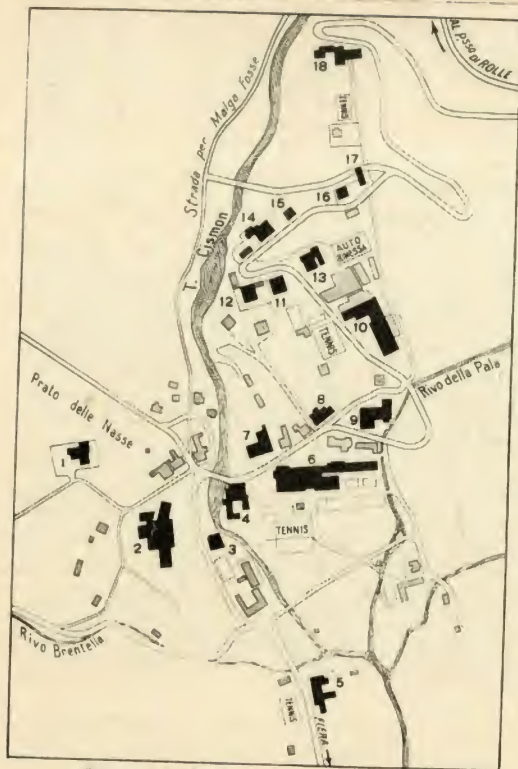 AL P.SSO DI ROLLE
18
Strada per Malga Fosse
17
16
15
T. Cismon
14
13
AUTO
RIMESSA
12
11
10
TENNIS
Rivo della Pala
Prato delle Nasse
8
9
7
1
6
4
2
3
TENNIS
Rivo Brentella
5
TENNIS
FIERA